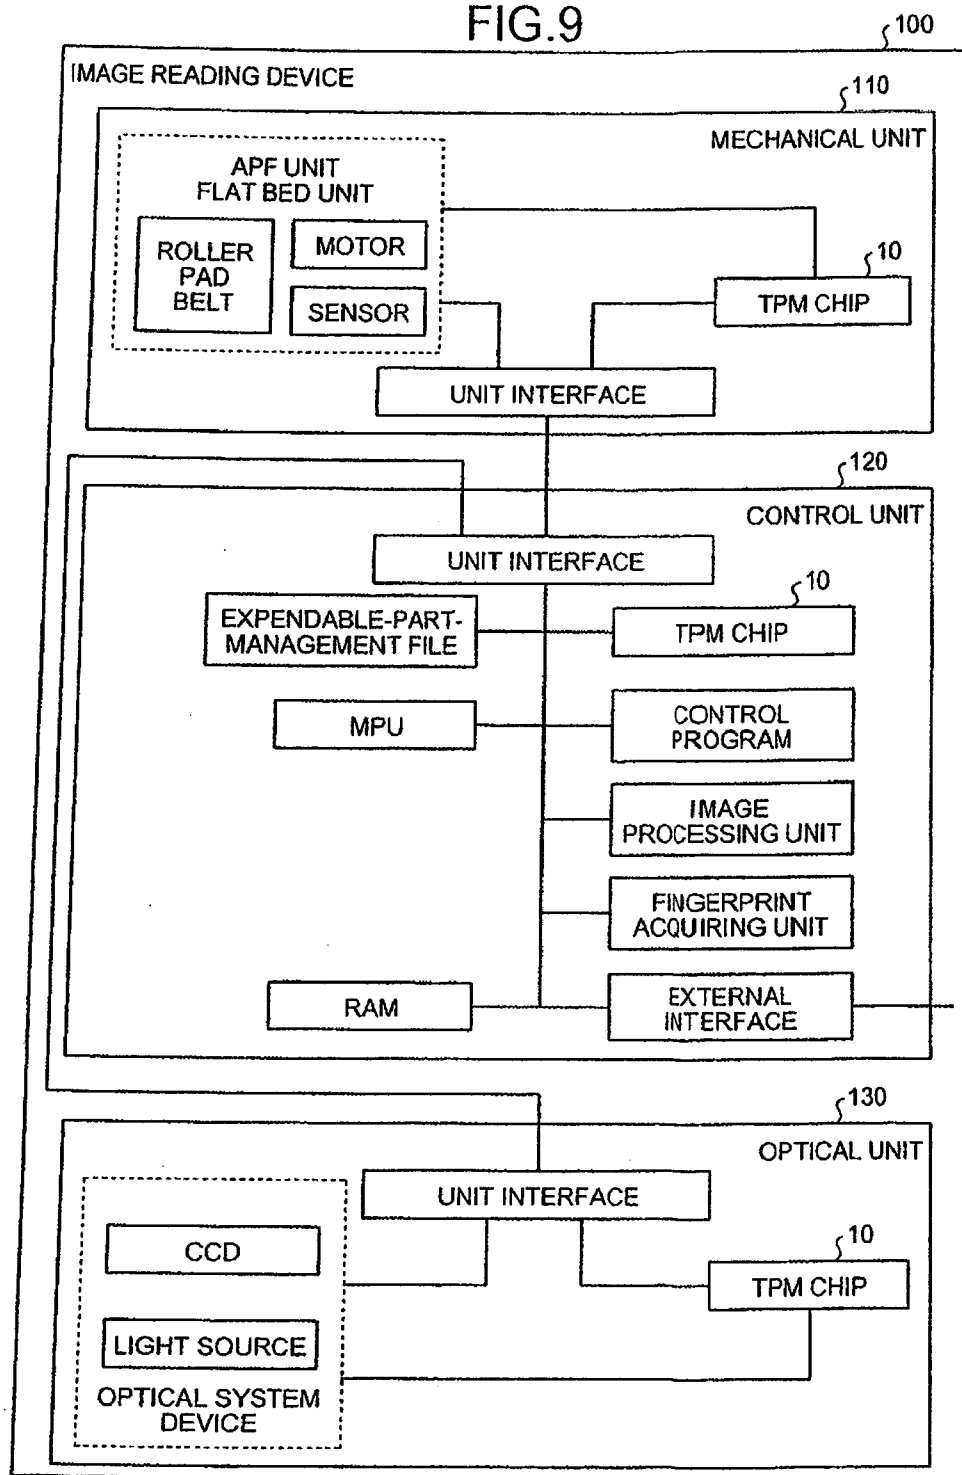 FIG.9
100
IMAGE READING DEVICE
110
MECHANICAL UNIT
APF UNIT
FLAT BED UNIT
ROLLER
PAD
BELT
MOTOR
SENSOR
10
TPM CHIP
UNIT INTERFACE
120
CONTROL UNIT
UNIT INTERFACE
EXPENDABLE-PART-
MANAGEMENT FILE
10
TPM CHIP
MPU
CONTROL
PROGRAM
IMAGE
PROCESSING UNIT
FINGERPRINT
ACQUIRING UNIT
RAM
EXTERNAL
INTERFACE
130
OPTICAL UNIT
UNIT INTERFACE
CCD
10
TPM CHIP
LIGHT SOURCE
OPTICAL SYSTEM
DEVICE